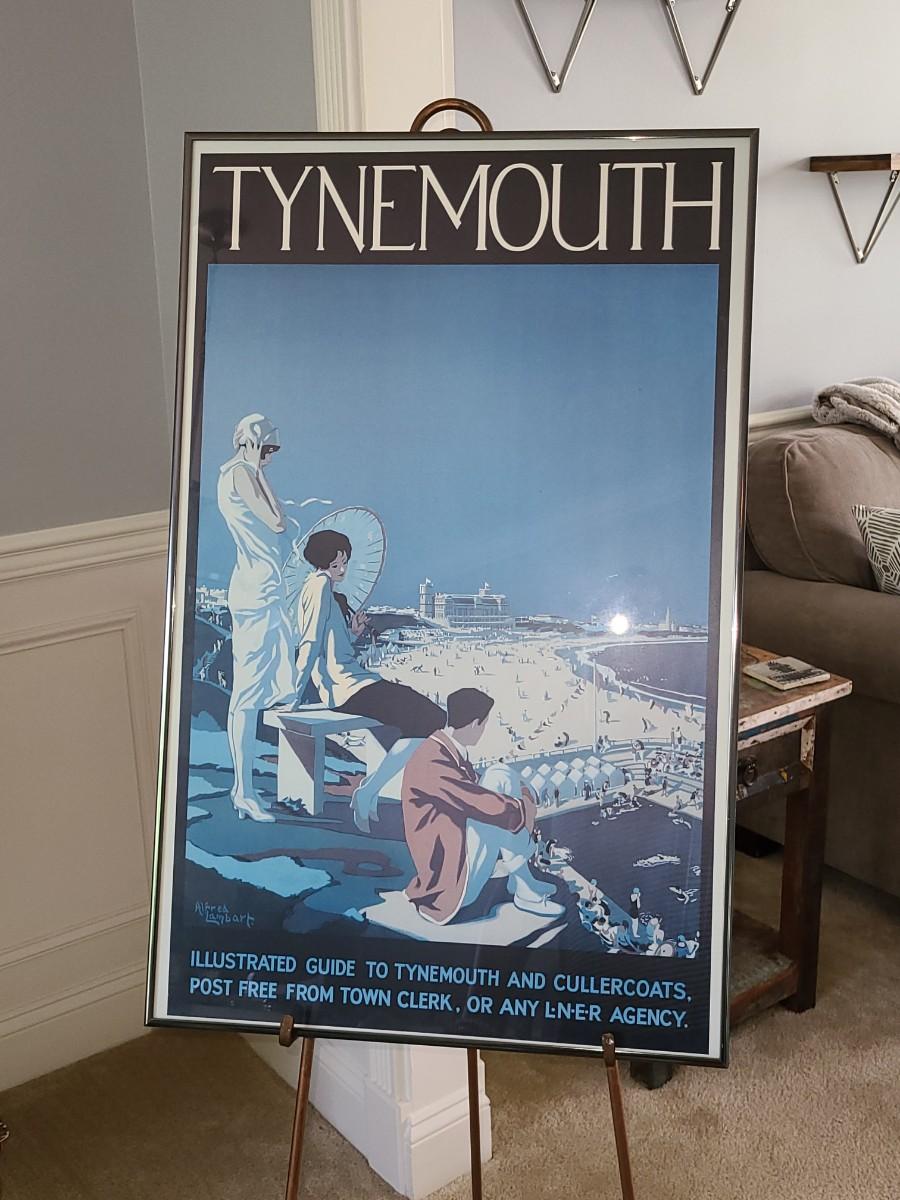 TYNEMOUTH
Alfred
Lambart
ILLUSTRATED GUIDE TO TYNEMOUTH AND CULLERCOATS,
POST FREE FROM TOWN CLERK, OR ANY L·N·E·R AGENCY.